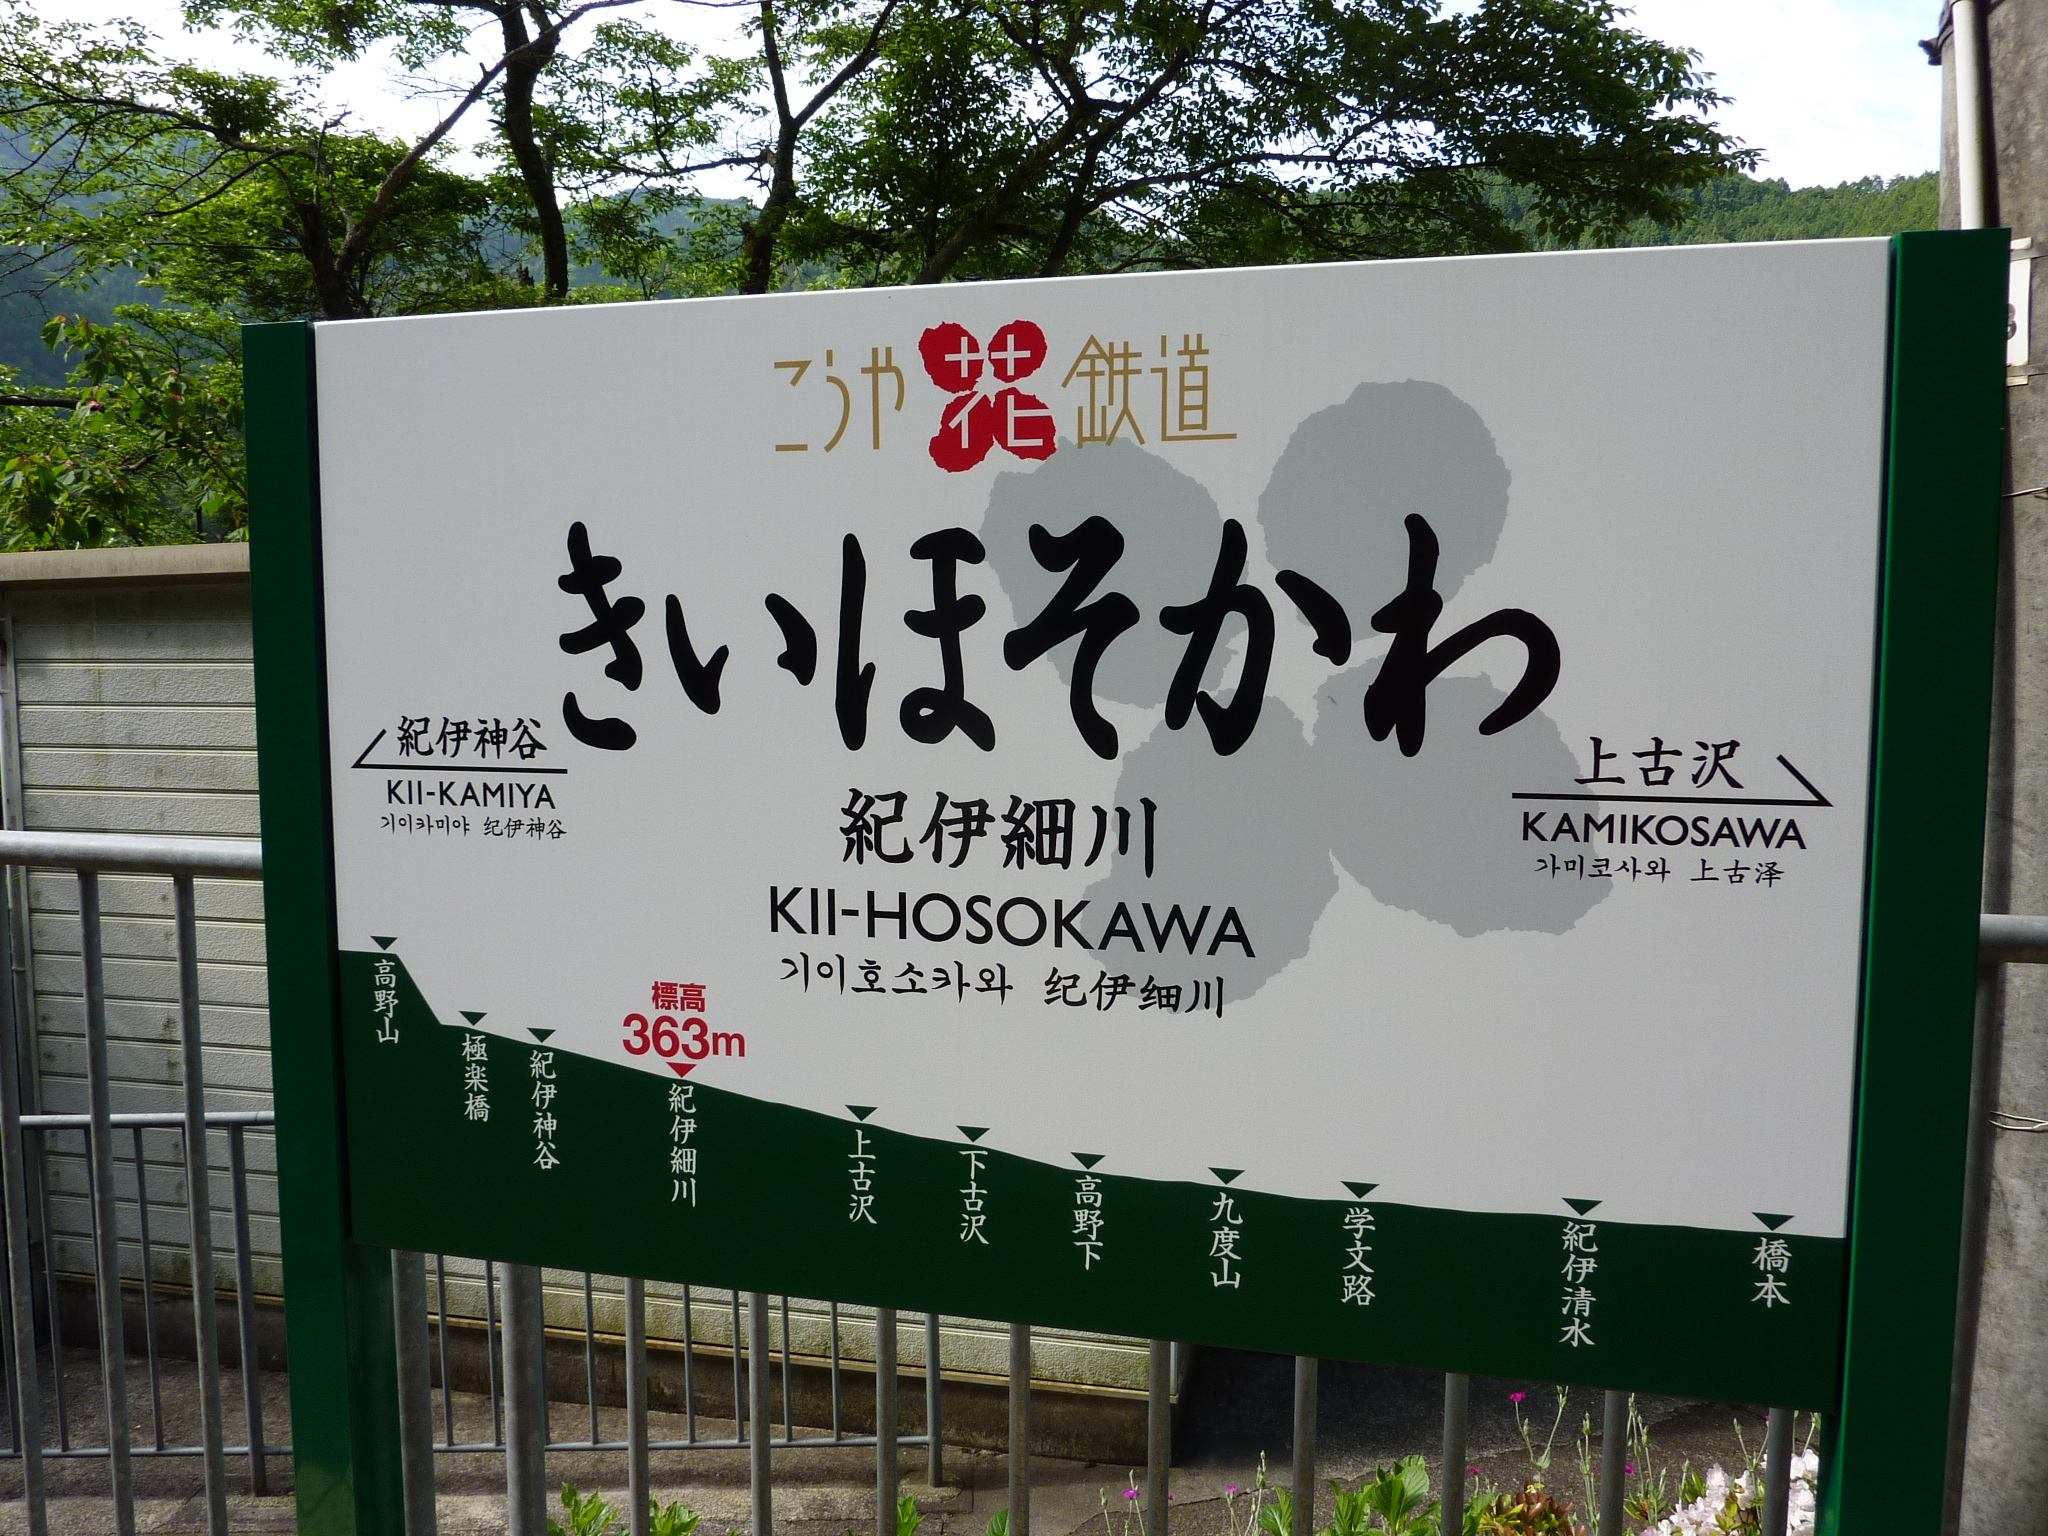 こうや花鉄道
きいほそかわ
紀伊神谷
KII-KAMIYA
기이카미야 纪伊神谷
紀伊細川
KII-HOSOKAWA
기이호소카와 纪伊细川
上古沢
KAMIKOSAWA
가미코사와 上古泽
標高
363m
高野山
極楽橋
紀伊神谷
紀伊細川
上古沢
下古沢
高野下
九度山
学文路
紀伊清水
橋本